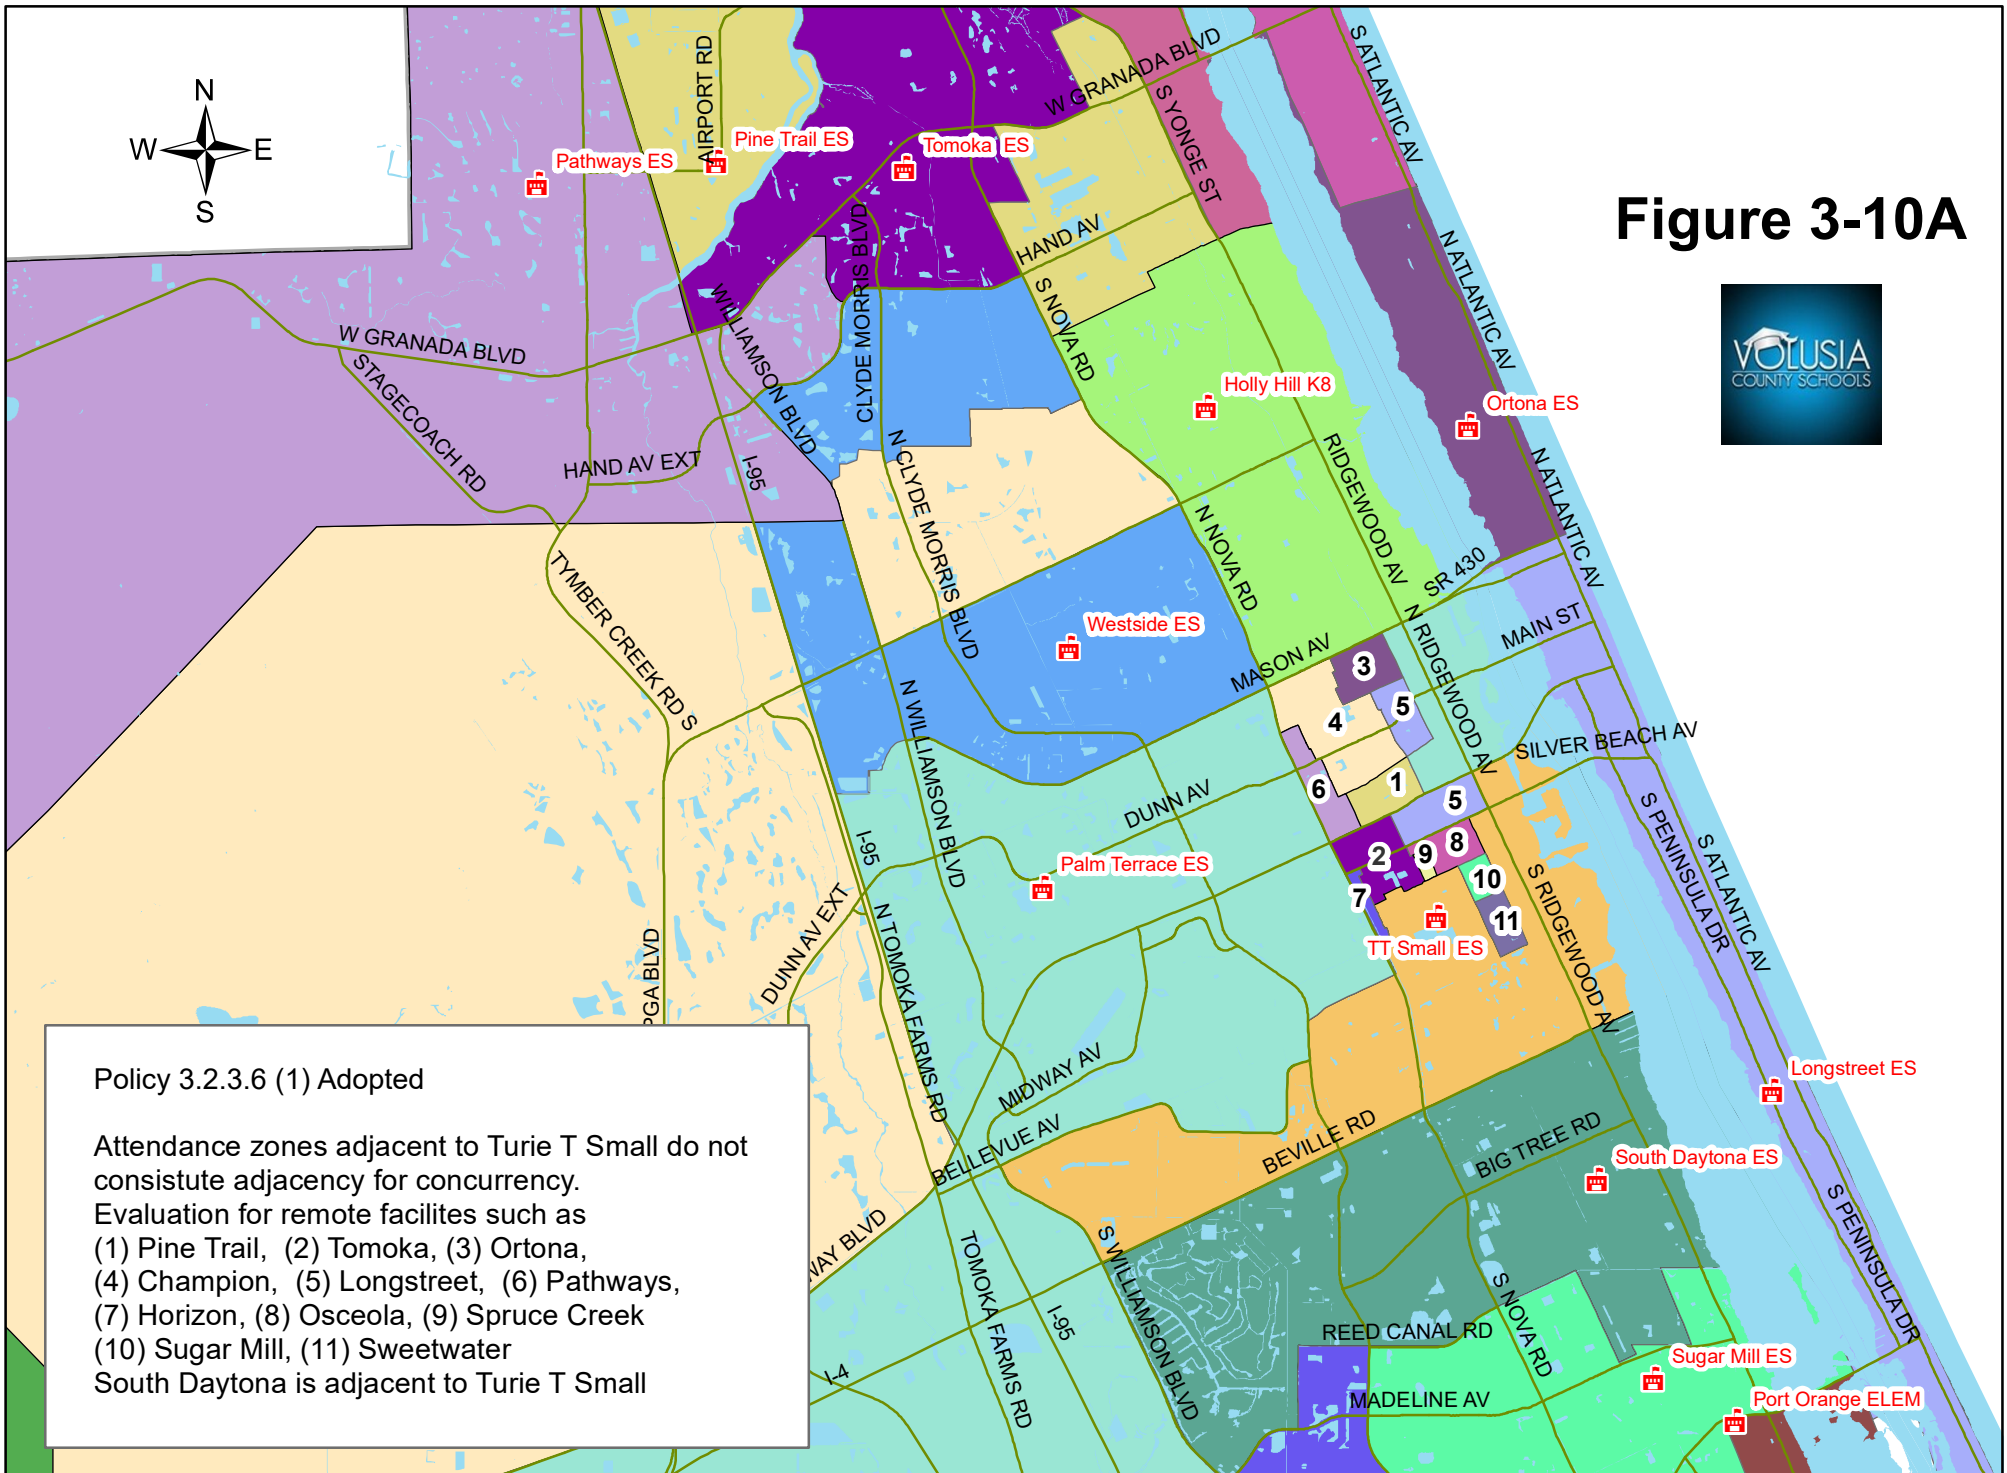 N
W E
S
Figure 3-10A
VOLUSIA
COUNTY SCHOOLS
AIRPORT RD
Pine Trail ES
Pathways ES
Tomoka ES
W GRANADA BLVD
S ATLANTIC AV
S YONGE ST
HAND AV
CLYDE MORRIS BLVD
WILLIAMSON BLVD
S NOVA RD
N ATLANTIC AV
W GRANADA BLVD
STAGECOACH RD
HAND AV EXT
I-95
Holly Hill K8
Ortona ES
N CLYDE MORRIS BLVD
RIDGEWOOD AV
N ATLANTIC AV
N NOVA RD
SR 430
TYMBER CREEK RD S
Westside ES
MASON AV
N RIDGEWOOD AV
MAIN ST
3
5
4
N WILLIAMSON BLVD
SILVER BEACH AV
6
1
5
DUNN AV
S PENINSULA DR
S ATLANTIC AV
I-95
Palm Terrace ES
2
9
8
10
7
11
TT Small ES
S RIDGEWOOD AV
DUNN AV EXT
PGA BLVD
N TOMOKA FARMS RD
MIDWAY AV
BELLEVUE AV
BEVILLE RD
BIG TREE RD
Longstreet ES
South Daytona ES
S PENINSULA DR
WAY BLVD
TOMOKA FARMS RD
I-95
S WILLIAMSON BLVD
S NOVA RD
REED CANAL RD
I-4
MADELINE AV
Sugar Mill ES
Port Orange ELEM
Policy 3.2.3.6 (1) Adopted
Attendance zones adjacent to Turie T Small do not
consistute adjacency for concurrency.
Evaluation for remote facilites such as
(1) Pine Trail, (2) Tomoka, (3) Ortona,
(4) Champion, (5) Longstreet, (6) Pathways,
(7) Horizon, (8) Osceola, (9) Spruce Creek
(10) Sugar Mill, (11) Sweetwater
South Daytona is adjacent to Turie T Small